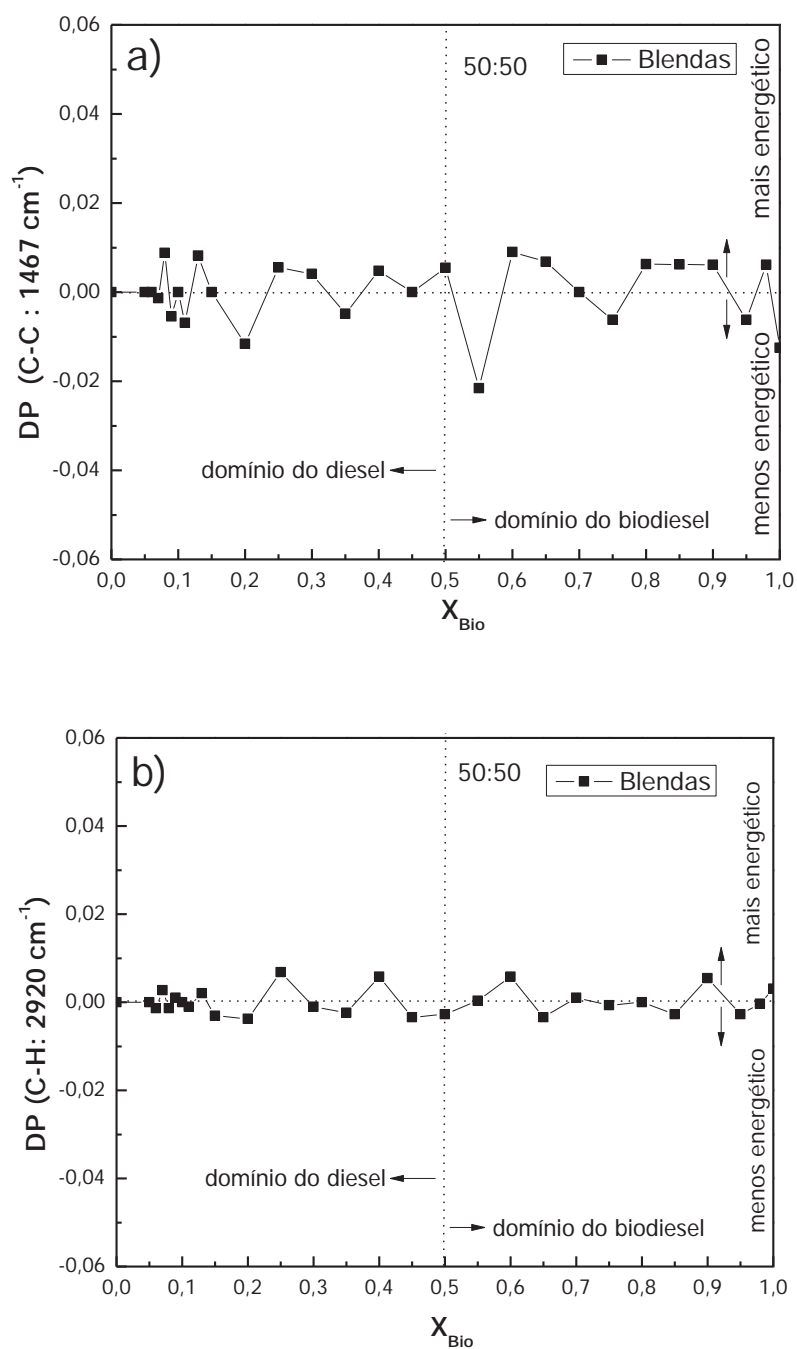 a)
50:50
Blendas
mais energético
menos energético
domínio do diesel
domínio do biodiesel
DP (C-C : 1467 cm⁻¹)
0,06
0,04
0,02
0,00
-0,02
-0,04
-0,06
0,0 0,1 0,2 0,3 0,4 0,5 0,6 0,7 0,8 0,9 1,0
X_Bio
b)
50:50
Blendas
mais energético
menos energético
domínio do diesel
domínio do biodiesel
DP (C-H: 2920 cm⁻¹)
0,06
0,04
0,02
0,00
-0,02
-0,04
-0,06
0,0 0,1 0,2 0,3 0,4 0,5 0,6 0,7 0,8 0,9 1,0
X_Bio